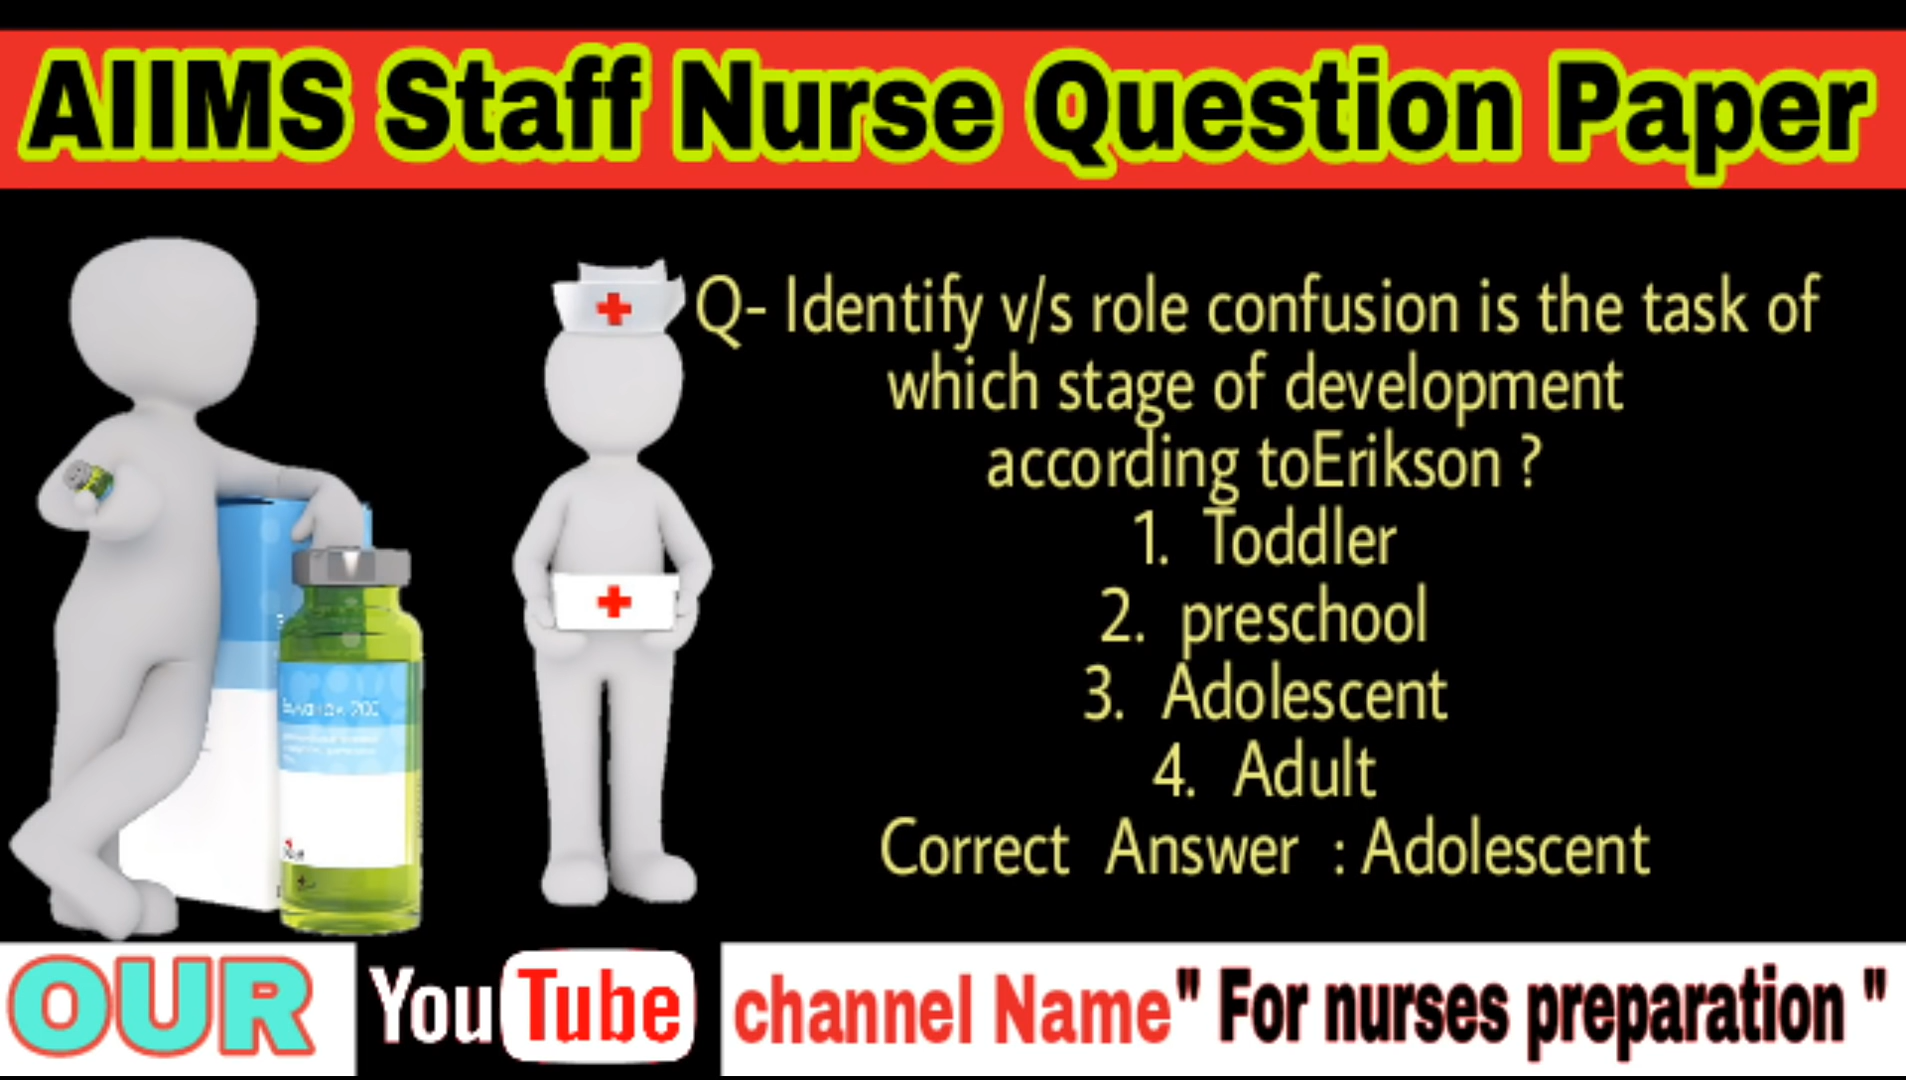 AIIMS Staff Nurse Question Paper
Q- Identify v/s role confusion is the task of
which stage of development
according toErikson ?
1. Toddler
2. preschool
3. Adolescent
4. Adult
Correct Answer : Adolescent
OUR YouTube channel Name " For nurses preparation "